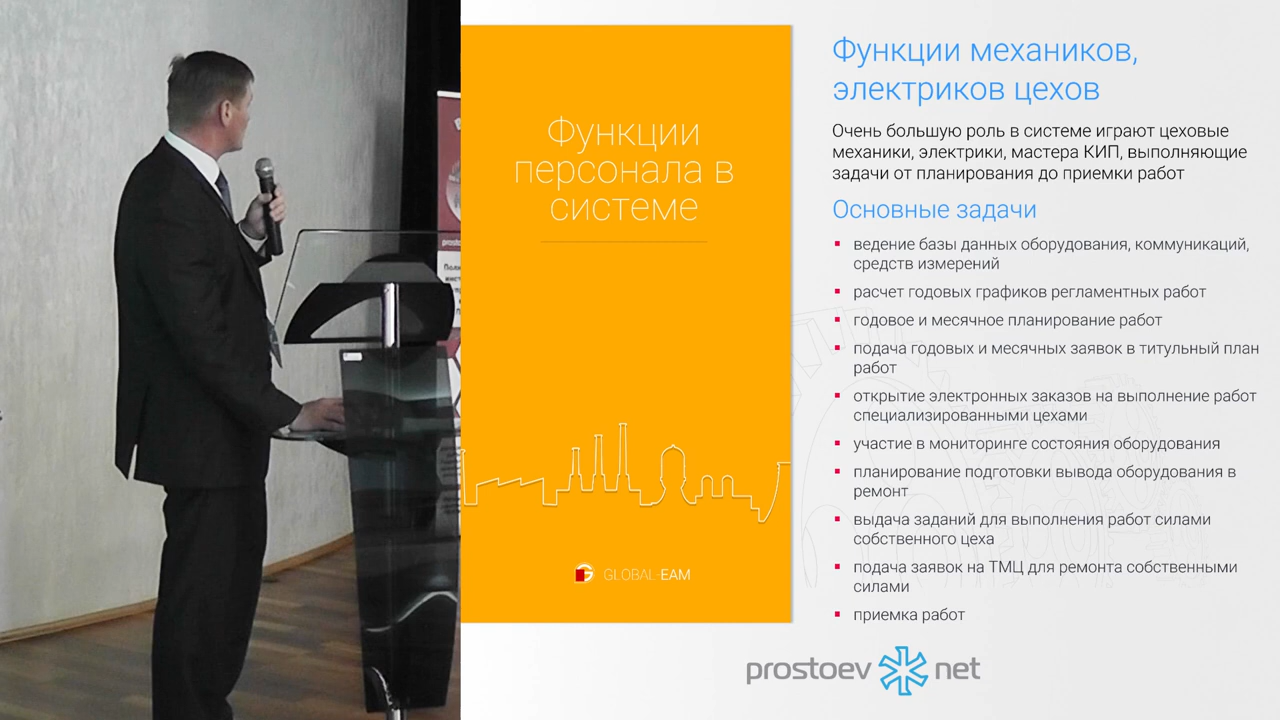 Функции
персонала в
системе
GLOBAL-EAM
Функции механиков,
электриков цехов
Очень большую роль в системе играют цеховые
механики, электрики, мастера КИП, выполняющие
задачи от планирования до приемки работ
Основные задачи
ведение базы данных оборудования, коммуникаций,
средств измерений
расчет годовых графиков регламентных работ
годовое и месячное планирование работ
подача годовых и месячных заявок в титульный план
работ
открытие электронных заказов на выполнение работ
специализированными цехами
участие в мониторинге состояния оборудования
планирование подготовки вывода оборудования в
ремонт
выдача заданий для выполнения работ силами
собственного цеха
подача заявок на ТМЦ для ремонта собственными
силами
приемка работ
prostoev net